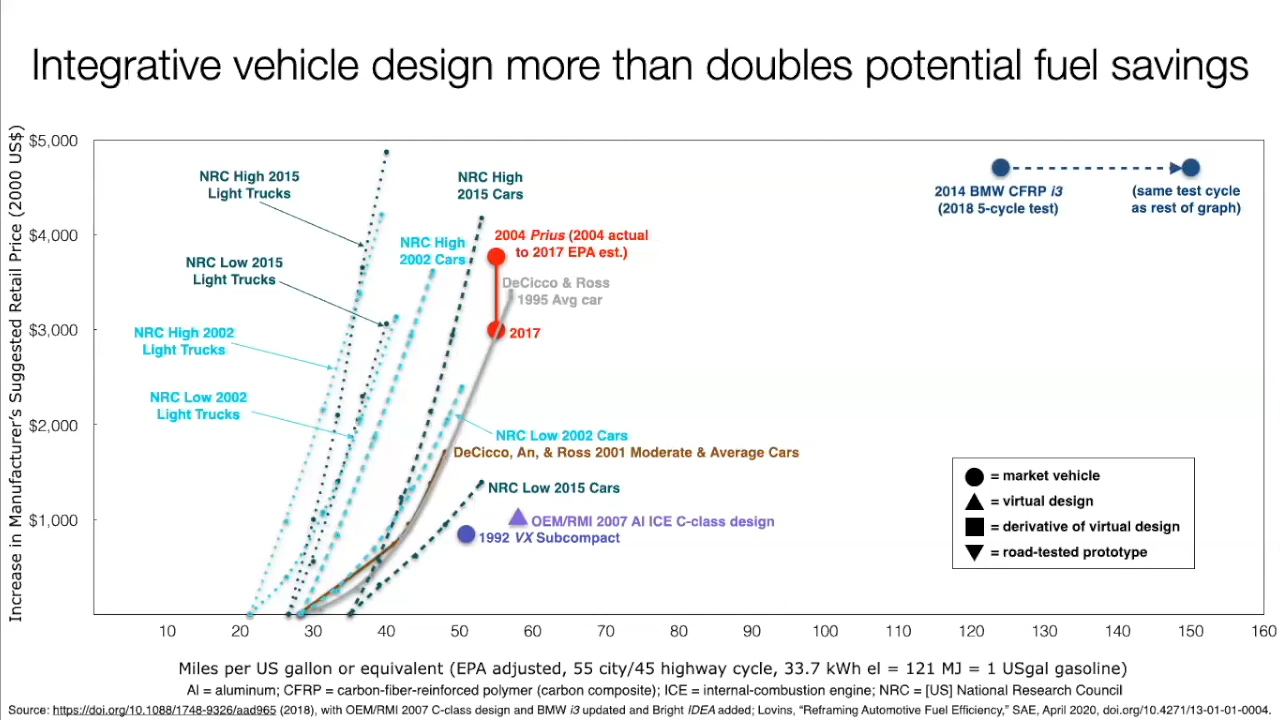 Integrative vehicle design more than doubles potential fuel savings
Increase in Manufacturer's Suggested Retail Price (2000 US$)
$5,000
$4,000
$3,000
$2,000
$1,000
NRC High 2015
Light Trucks
NRC Low 2015
Light Trucks
NRC High 2002
Light Trucks
NRC Low 2002
Light Trucks
NRC High
2002 Cars
NRC High
2015 Cars
2004 Prius (2004 actual
to 2017 EPA est.)
DeCicco & Ross
1995 Avg car
2017
NRC Low 2002 Cars
DeCicco, An, & Ross 2001 Moderate & Average Cars
NRC Low 2015 Cars
OEM/RMI 2007 Al ICE C-class design
1992 VX Subcompact
2014 BMW CFRP i3
(2018 5-cycle test)
(same test cycle
as rest of graph)
= market vehicle
= virtual design
= derivative of virtual design
= road-tested prototype
10 20 30 40 50 60 70 80 90 100 110 120 130 140 150 160
Miles per US gallon or equivalent (EPA adjusted, 55 city/45 highway cycle, 33.7 kWh el = 121 MJ = 1 USgal gasoline)
Al = aluminum; CFRP = carbon-fiber-reinforced polymer (carbon composite); ICE = internal-combustion engine; NRC = [US] National Research Council
Source: https://doi.org/10.1088/1748-9326/aad965 (2018), with OEM/RMI 2007 C-class design and BMW i3 updated and Bright IDEA added; Lovins, "Reframing Automotive Fuel Efficiency," SAE, April 2020, doi.org/10.4271/13-01-01-0004.